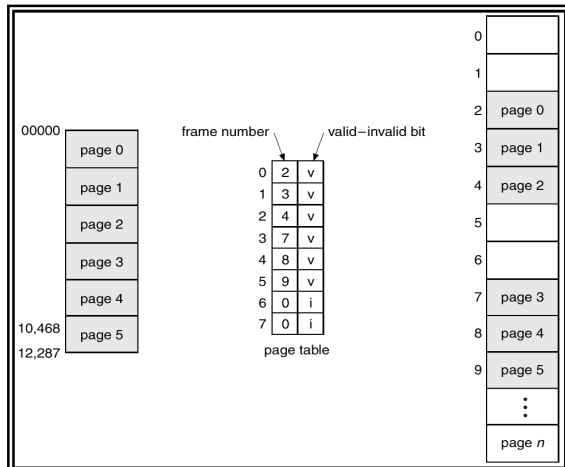 00000
page 0
page 1
page 2
page 3
page 4
10,468
page 5
12,287
frame number
valid–invalid bit
0 2 v
1 3 v
2 4 v
3 7 v
4 8 v
5 9 v
6 0 i
7 0 i
page table
0
1
2 page 0
3 page 1
4 page 2
5
6
7 page 3
8 page 4
9 page 5
⋮
page n